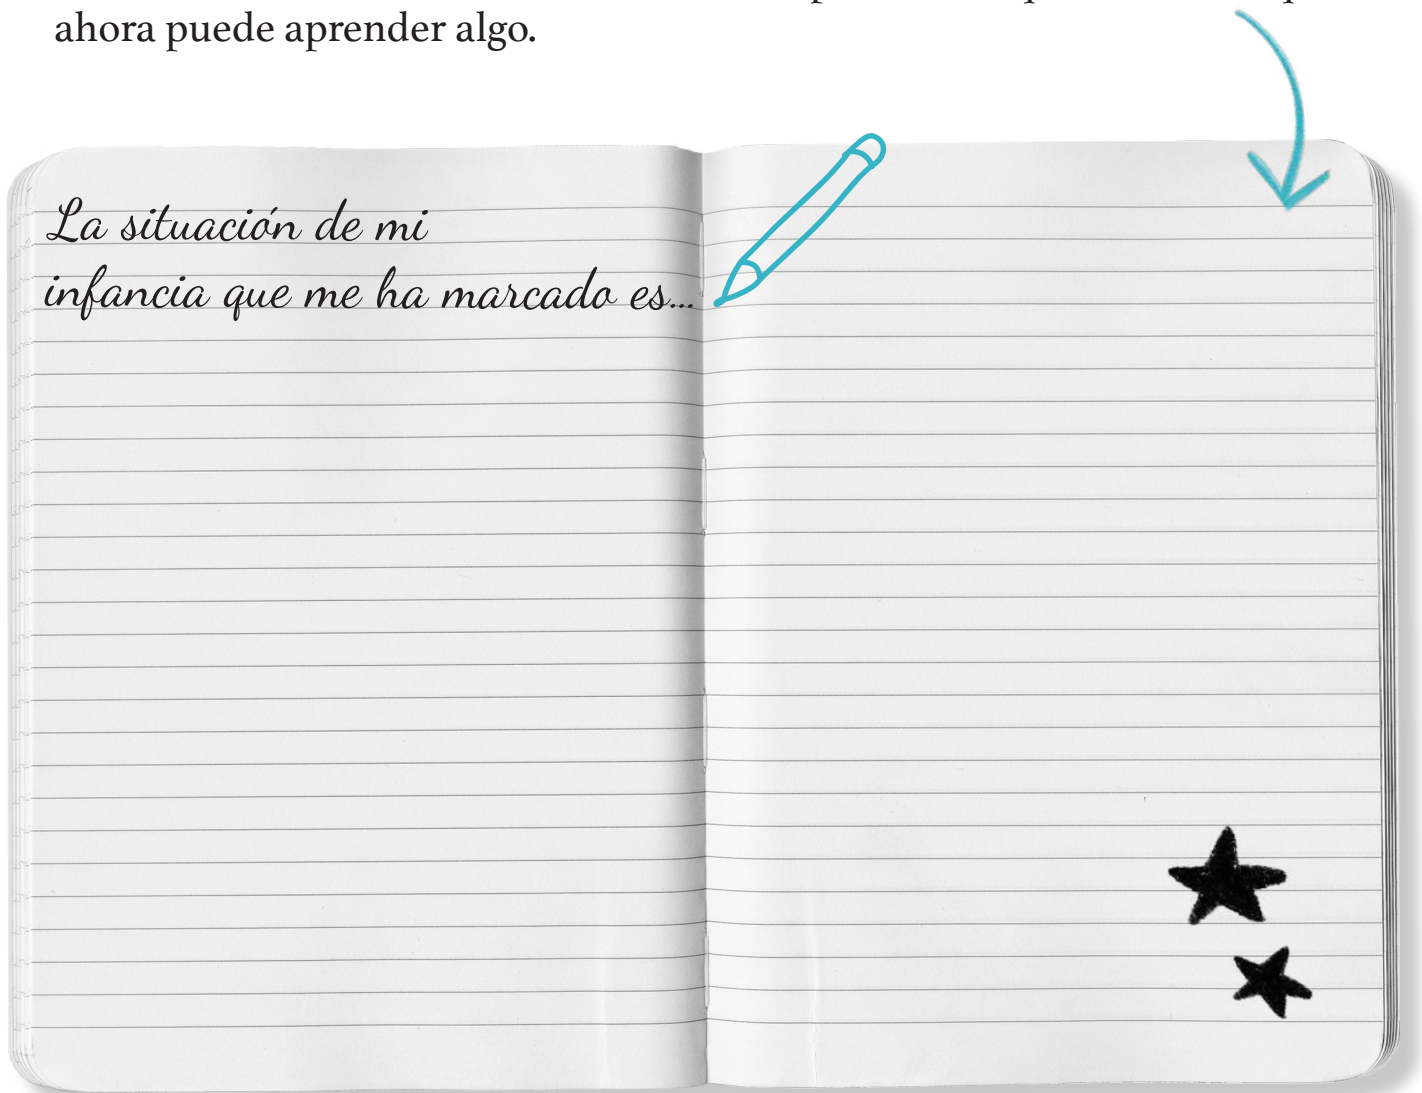 ahora puede aprender algo.
La situación de mi
infancia que me ha marcado es...